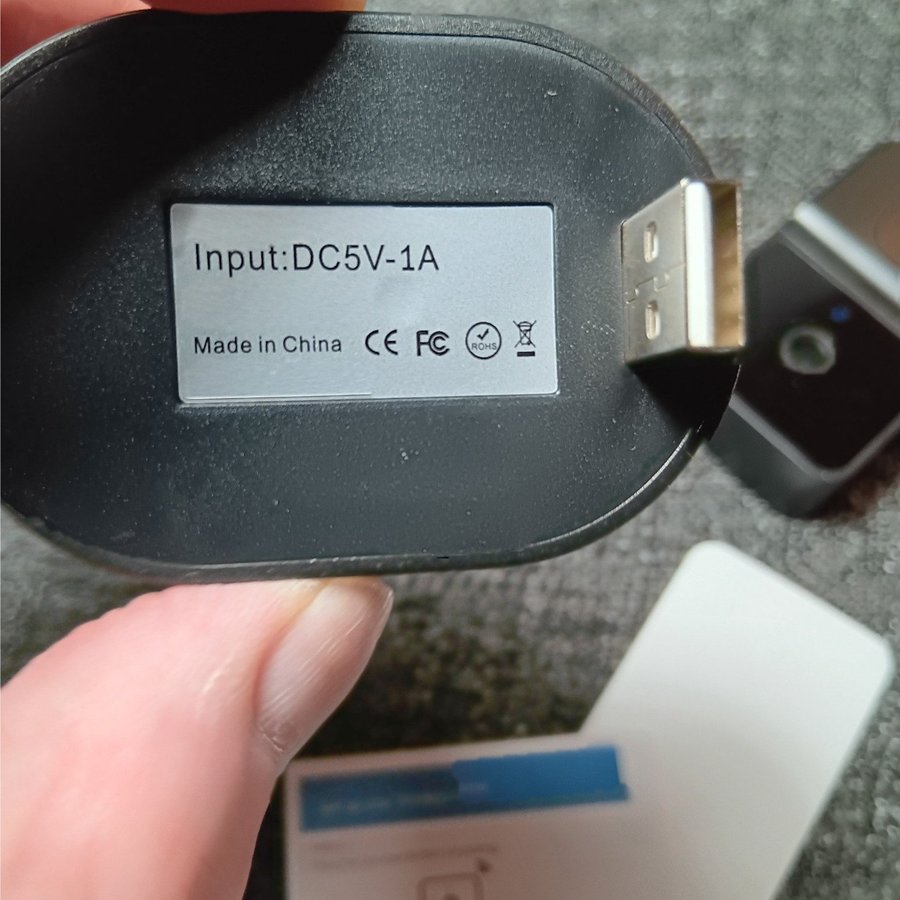 Input:DC5V-1A
Made in China CE FC ROHS